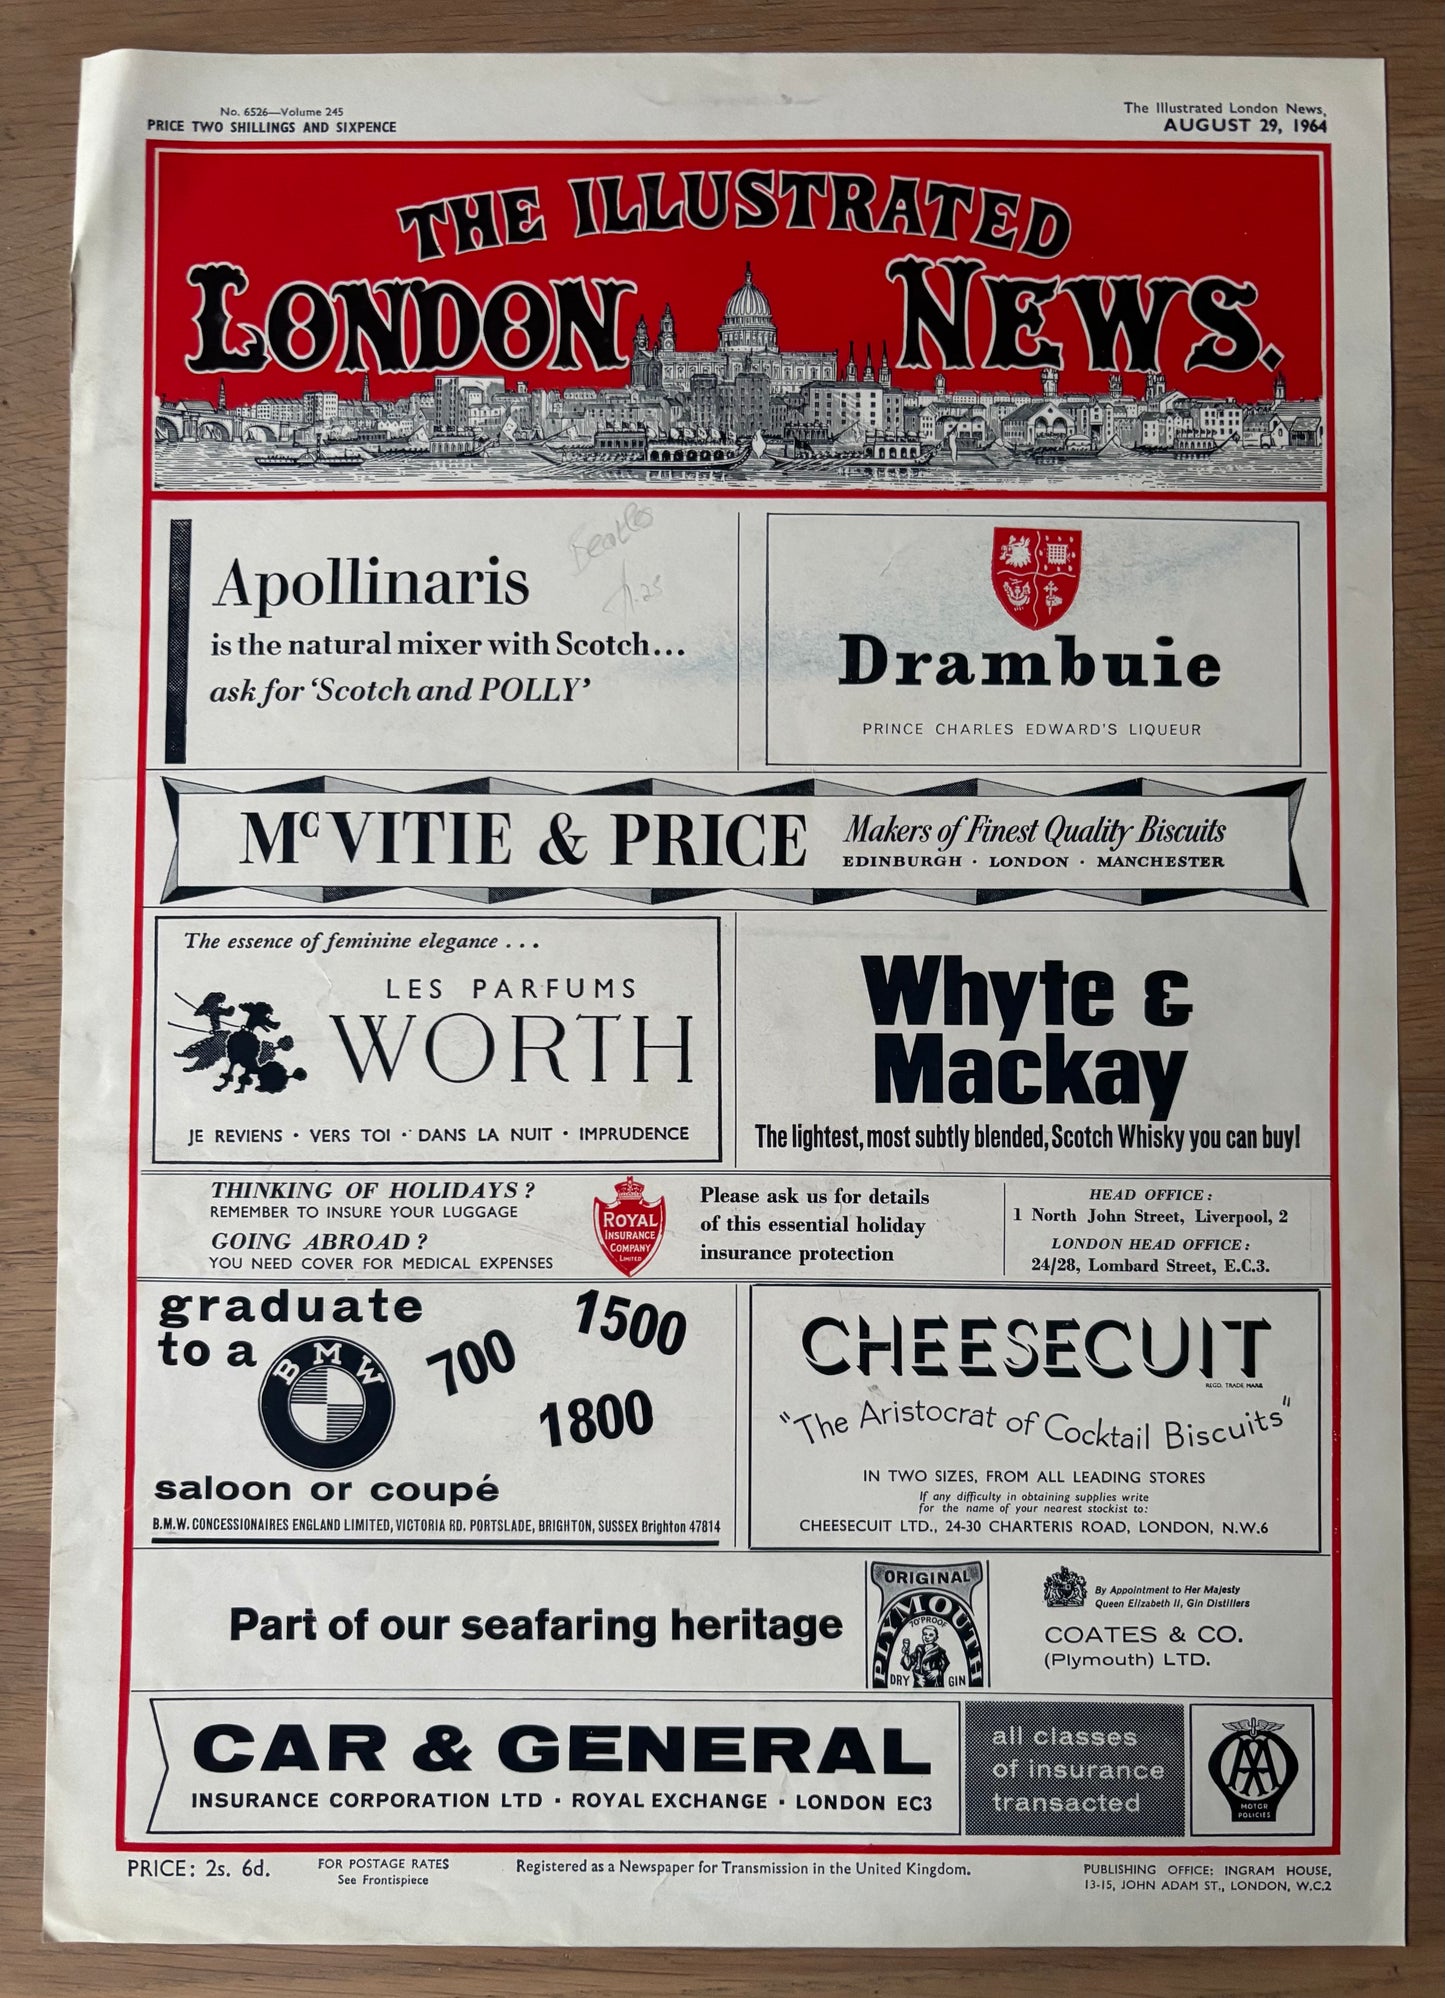 No. 6526—Volume 245
PRICE TWO SHILLINGS AND SIXPENCE
The Illustrated London News,
AUGUST 29, 1964
THE ILLUSTRATED
LONDON NEWS.
Beatles
Apollinaris
is the natural mixer with Scotch...
ask for ‘Scotch and POLLY’
Drambuie
PRINCE CHARLES EDWARD'S LIQUEUR
McVITIE & PRICE
Makers of Finest Quality Biscuits
EDINBURGH · LONDON · MANCHESTER
The essence of feminine elegance . . .
LES PARFUMS
WORTH
JE REVIENS · VERS TOI · DANS LA NUIT · IMPRUDENCE
Whyte &
Mackay
The lightest, most subtly blended, Scotch Whisky you can buy!
THINKING OF HOLIDAYS?
REMEMBER TO INSURE YOUR LUGGAGE
GOING ABROAD?
YOU NEED COVER FOR MEDICAL EXPENSES
ROYAL
INSURANCE
COMPANY
LIMITED
Please ask us for details
of this essential holiday
insurance protection
HEAD OFFICE:
1 North John Street, Liverpool, 2
LONDON HEAD OFFICE:
24/28, Lombard Street, E.C.3.
graduate
to a
BMW
700
1500
1800
saloon or coupé
B.M.W. CONCESSIONAIRES ENGLAND LIMITED, VICTORIA RD. PORTSLADE, BRIGHTON, SUSSEX Brighton 47814
CHEESECUIT
REGD. TRADE MARK
"The Aristocrat of Cocktail Biscuits"
IN TWO SIZES, FROM ALL LEADING STORES
If any difficulty in obtaining supplies write
for the name of your nearest stockist to:
CHEESECUIT LTD., 24-30 CHARTERIS ROAD, LONDON, N.W.6
Part of our seafaring heritage
ORIGINAL
PLYMOUTH
70° PROOF
DRY GIN
By Appointment to Her Majesty
Queen Elizabeth II, Gin Distillers
COATES & CO.
(Plymouth) LTD.
CAR & GENERAL
INSURANCE CORPORATION LTD · ROYAL EXCHANGE · LONDON EC3
all classes
of insurance
transacted
AA
MOTOR
POLICIES
PRICE: 2s. 6d.
FOR POSTAGE RATES
See Frontispiece
Registered as a Newspaper for Transmission in the United Kingdom.
PUBLISHING OFFICE: INGRAM HOUSE,
13-15, JOHN ADAM ST., LONDON, W.C.2